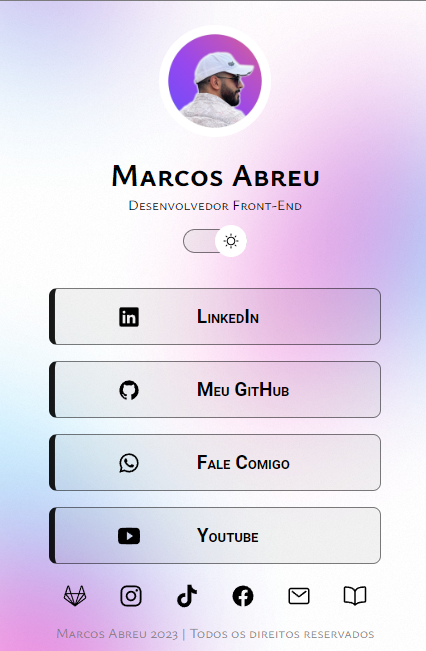 Marcos Abreu
Desenvolvedor Front-End
LinkedIn
Meu GitHub
Fale Comigo
Youtube
Marcos Abreu 2023 | Todos os direitos reservados